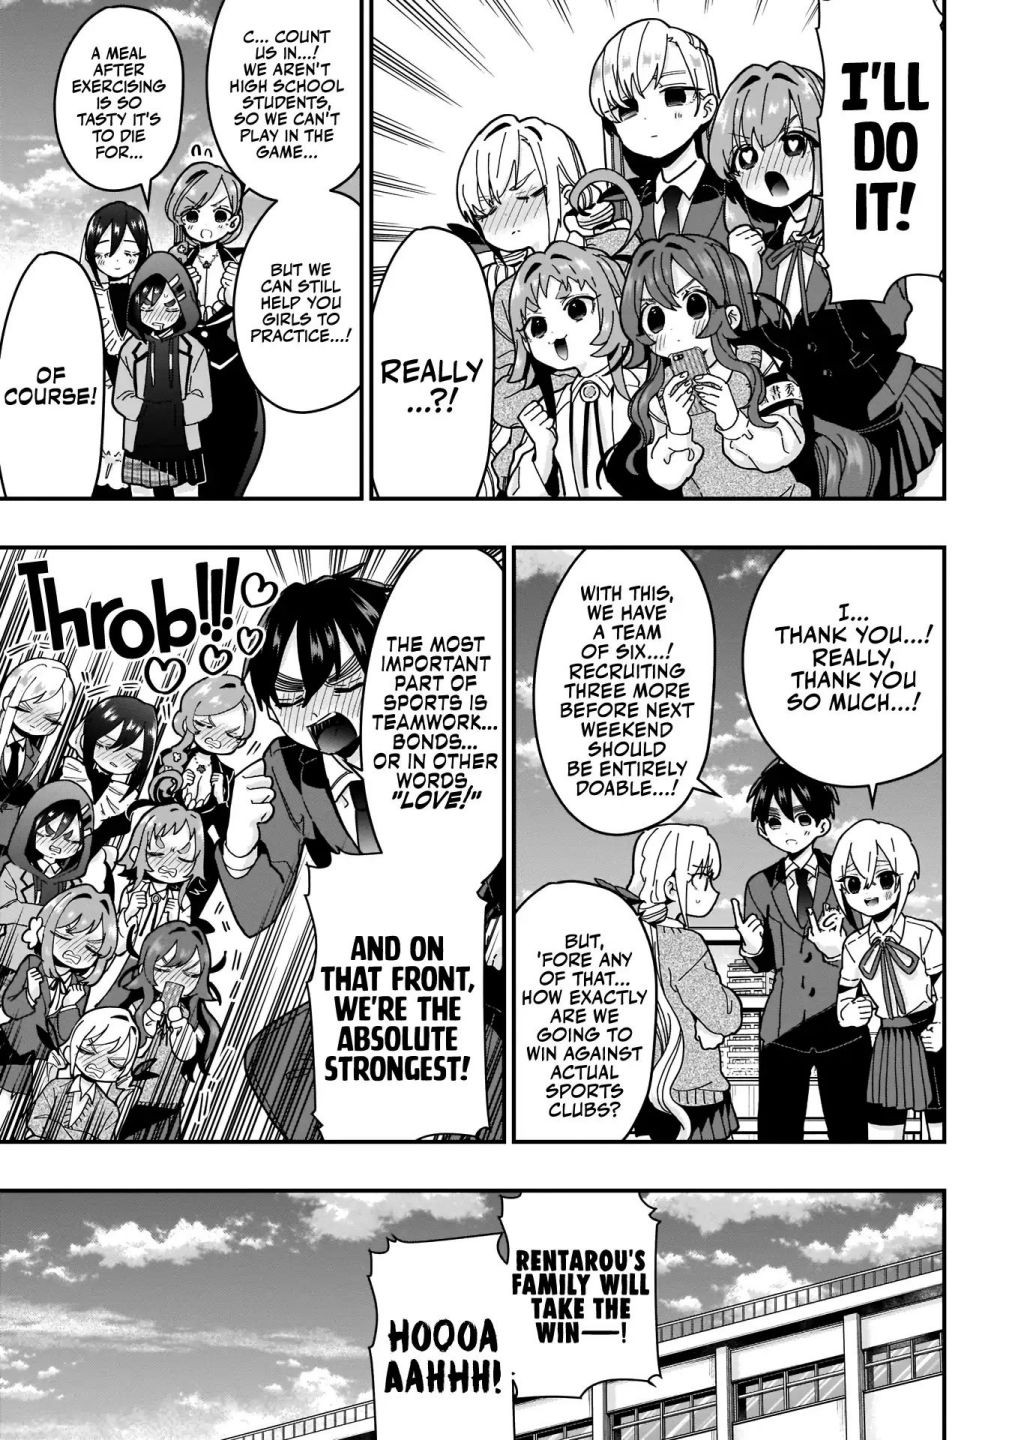 I'LL
DO
IT!
REALLY
...?!
C... COUNT
US IN...!
WE AREN'T
HIGH SCHOOL
STUDENTS,
SO WE CAN'T
PLAY IN THE
GAME...
BUT WE
CAN STILL
HELP YOU
GIRLS TO
PRACTICE...!
A MEAL
AFTER
EXERCISING
IS SO
TASTY IT'S
TO DIE
FOR...
OF
COURSE!
I...
THANK YOU...!
REALLY,
THANK YOU
SO MUCH...!
WITH THIS,
WE HAVE
A TEAM
OF SIX...!
RECRUITING
THREE MORE
BEFORE NEXT
WEEKEND
SHOULD
BE ENTIRELY
DOABLE...!
BUT,
'FORE ANY
OF THAT...
HOW EXACTLY
ARE WE
GOING TO
WIN AGAINST
ACTUAL
SPORTS
CLUBS?
THE MOST
IMPORTANT
PART OF
SPORTS IS
TEAMWORK...
BONDS...
OR IN OTHER
WORDS,
"LOVE!"
AND ON
THAT FRONT,
WE'RE THE
ABSOLUTE
STRONGEST!
Throb!!!
RENTAROU'S
FAMILY WILL
TAKE THE
WIN——!
HOOOA
AAHHH!